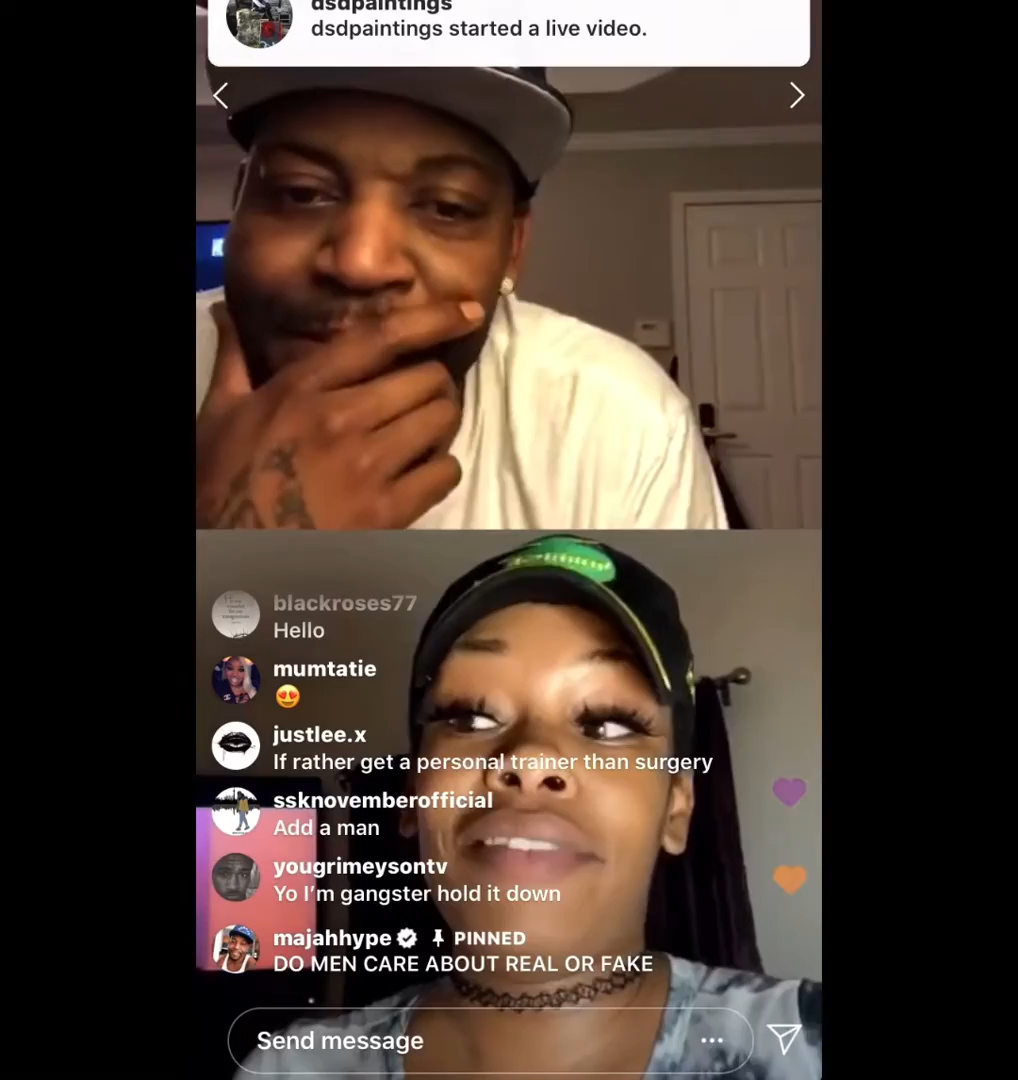 dsdpaintings
dsdpaintings started a live video.
blackroses77
Hello
mumtatie
😍
justlee.x
If rather get a personal trainer than surgery
ssknovemberofficial
Add a man
yougrimeysontv
Yo I’m gangster hold it down
majahhype PINNED
DO MEN CARE ABOUT REAL OR FAKE
Send message